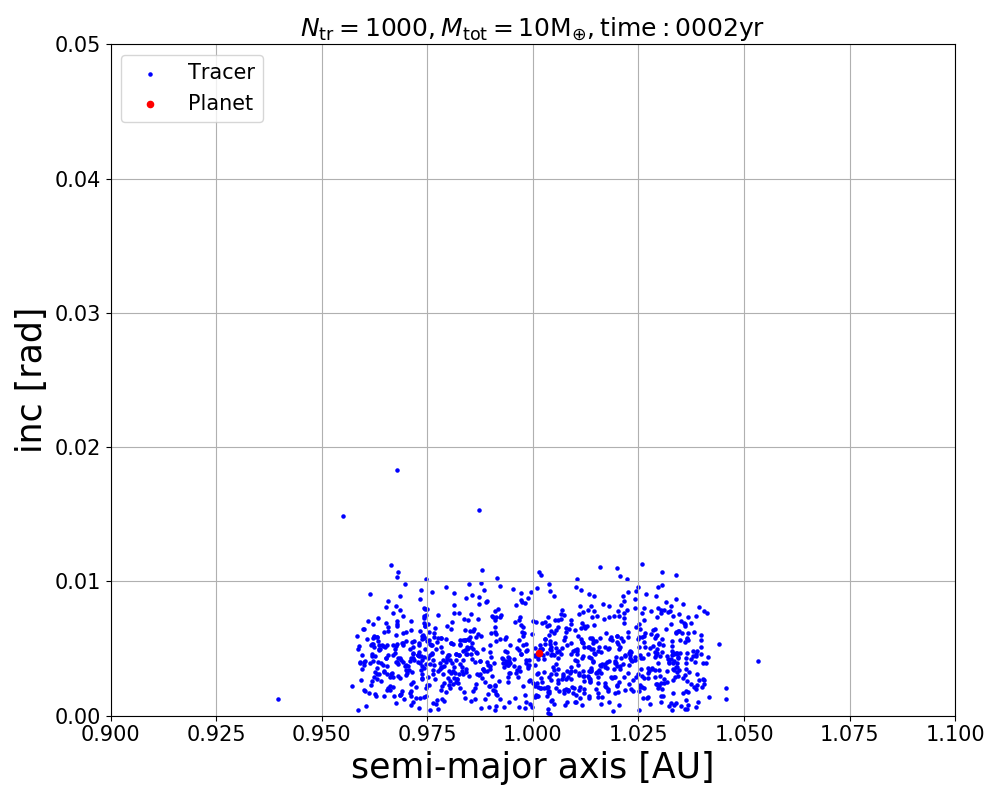 N_tr = 1000, M_tot = 10M_⊕, time : 0002yr
Tracer
Planet
0.05
0.04
0.03
0.02
0.01
0.00
inc [rad]
0.900 0.925 0.950 0.975 1.000 1.025 1.050 1.075 1.100
semi-major axis [AU]